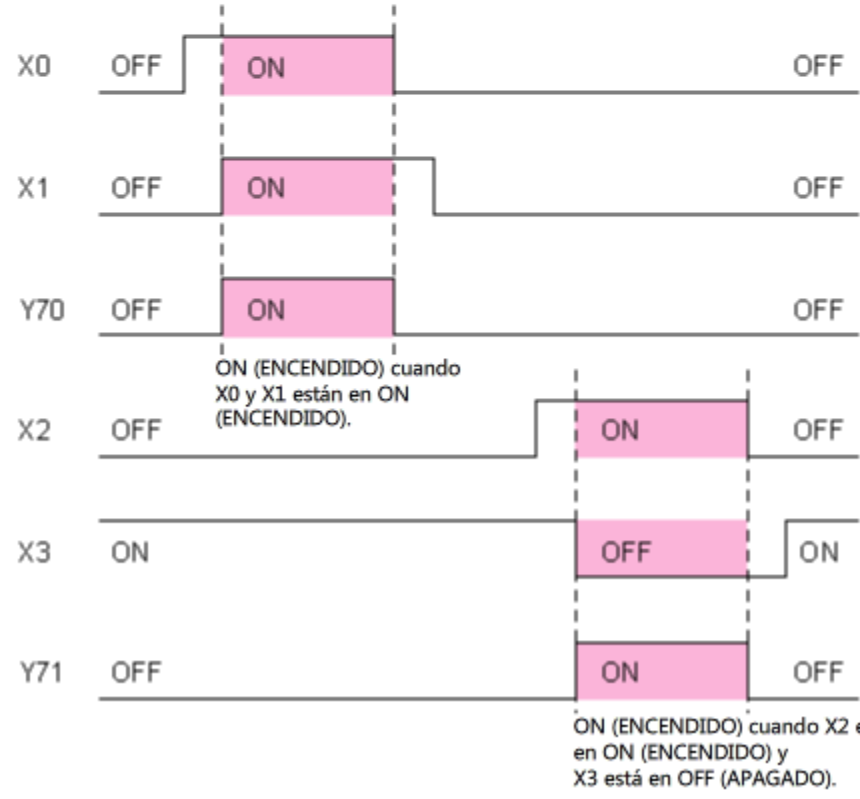 X0 OFF ON OFF
X1 OFF ON OFF
Y70 OFF ON OFF
ON (ENCENDIDO) cuando
X0 y X1 están en ON
(ENCENDIDO).
X2 OFF ON OFF
X3 ON OFF ON
Y71 OFF ON OFF
ON (ENCENDIDO) cuando X2
en ON (ENCENDIDO) y
X3 está en OFF (APAGADO).